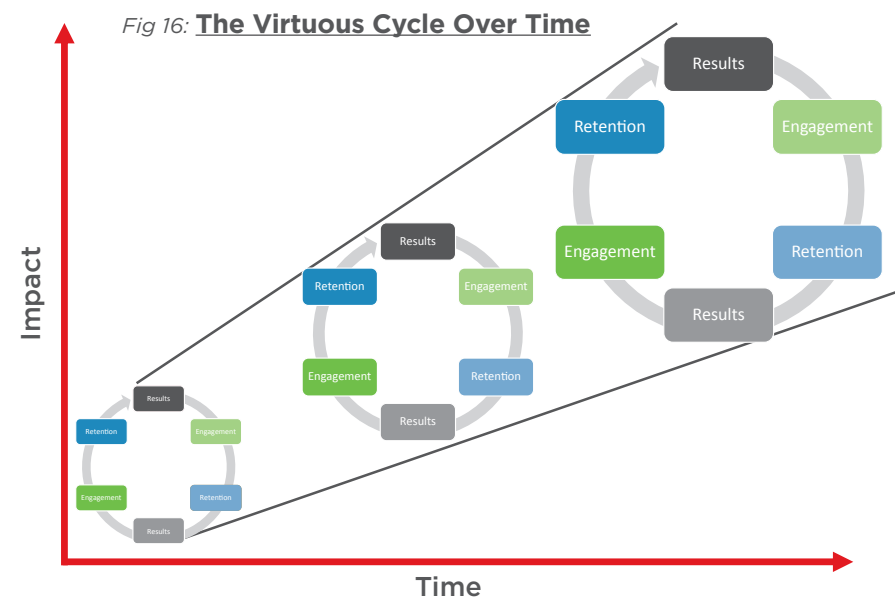 Fig 16: The Virtuous Cycle Over Time
Impact
Results
Retention
Engagement
Engagement
Retention
Results
Results
Retention
Engagement
Engagement
Retention
Results
Results
Retention
Engagement
Engagement
Retention
Results
Time